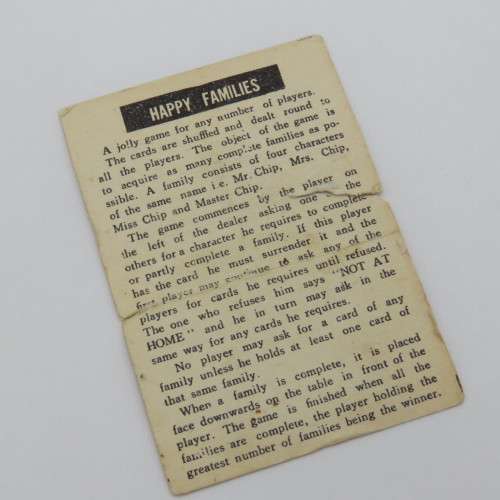 HAPPY FAMILIES
A jolly game for any number of players.
The cards are shuffled and dealt round to
all the players. The object of the game is
to acquire as many complete families as po-
ssible. A family consists of four characters
of the same name i.e, Mr. Chip, Mrs. Chip,
Miss Chip and Master Chip.
The game commences by the player on
the left of the dealer asking one of the
others for a character he requires to complete
or partly complete a family. If this player
has the card he must surrender it and the
first player may continue to ask any of the
players for cards he requires until refused.
The one who refuses him says "NOT AT
HOME" and he in turn may ask in the
same way for any cards he requires.
No player may ask for a card of any
family unless he holds at least one card of
that same family.
When a family is complete, it is placed
face downwards on the table in front of the
player. The game is finished when all the
families are complete, the player holding the
greatest number of families being the winner.